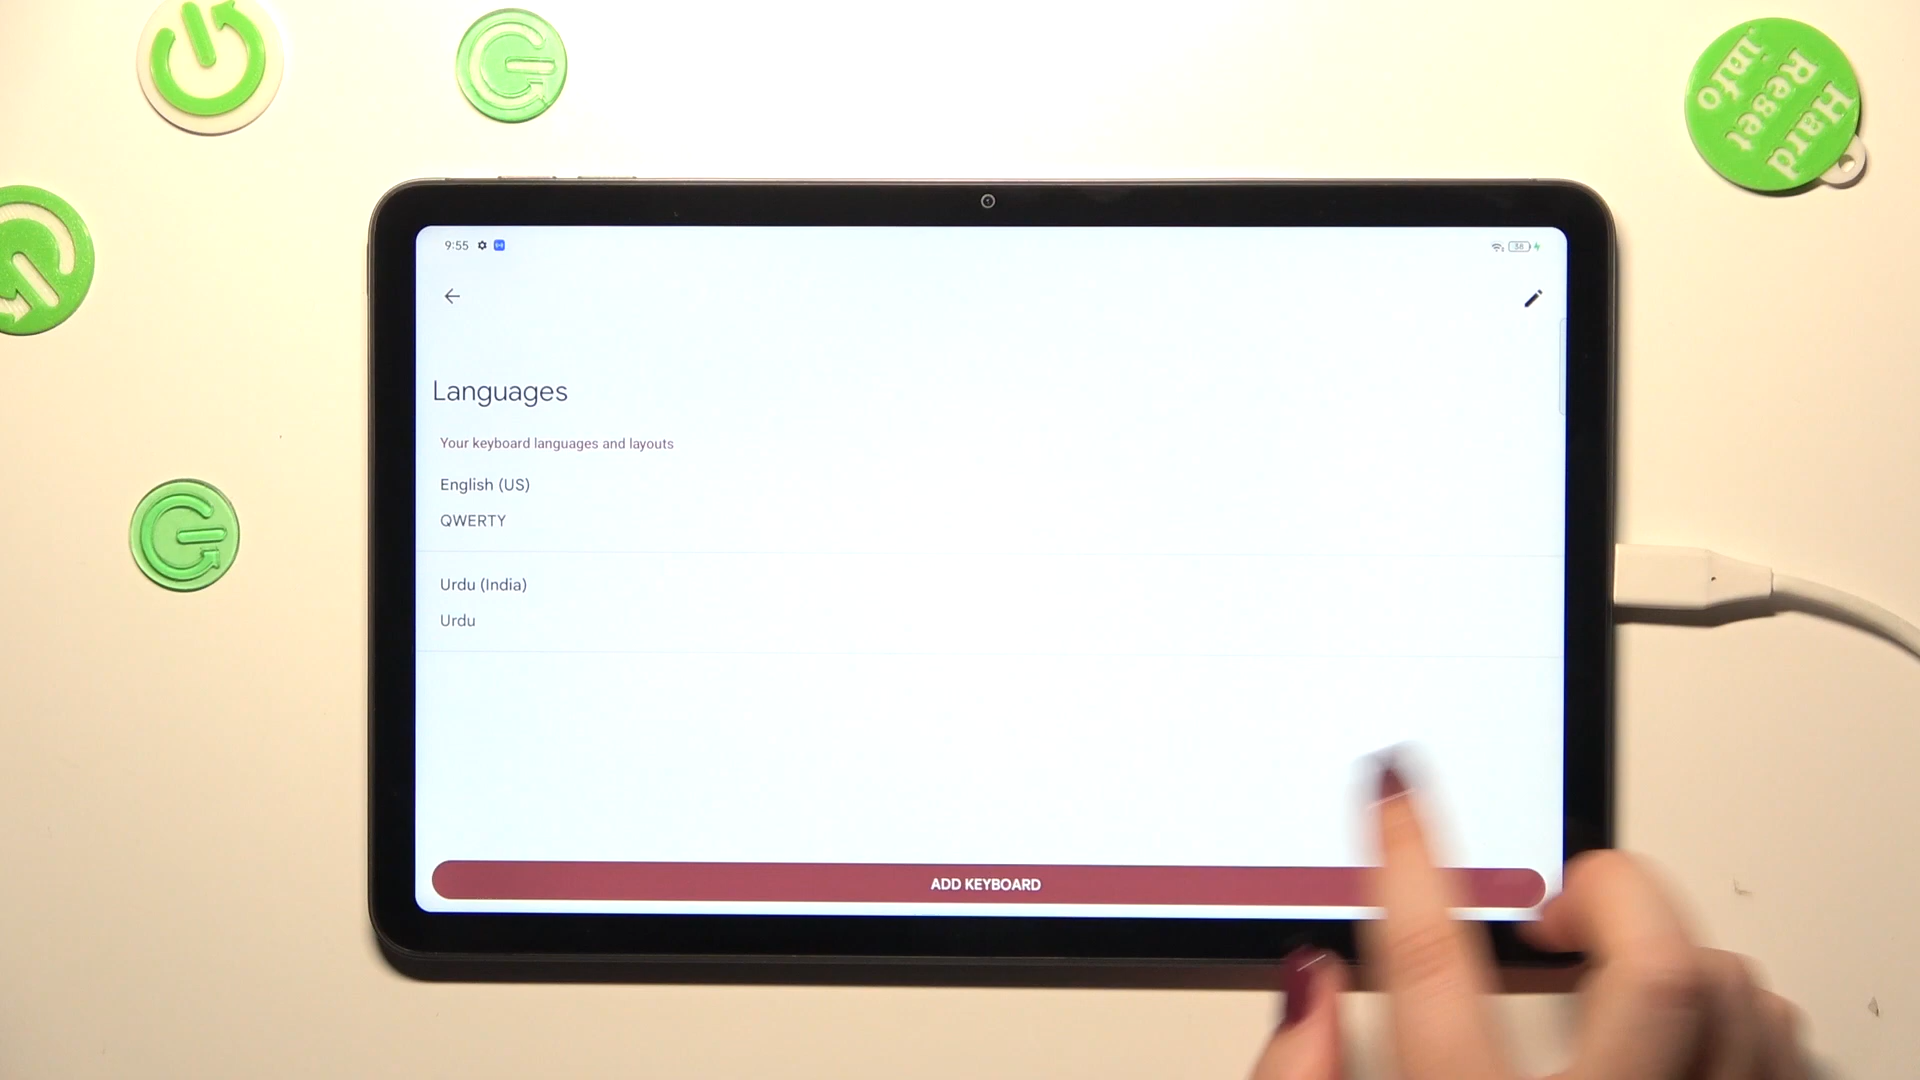 Hard
Reset
.info
9:55
38
Languages
Your keyboard languages and layouts
English (US)
QWERTY
Urdu (India)
Urdu
ADD KEYBOARD